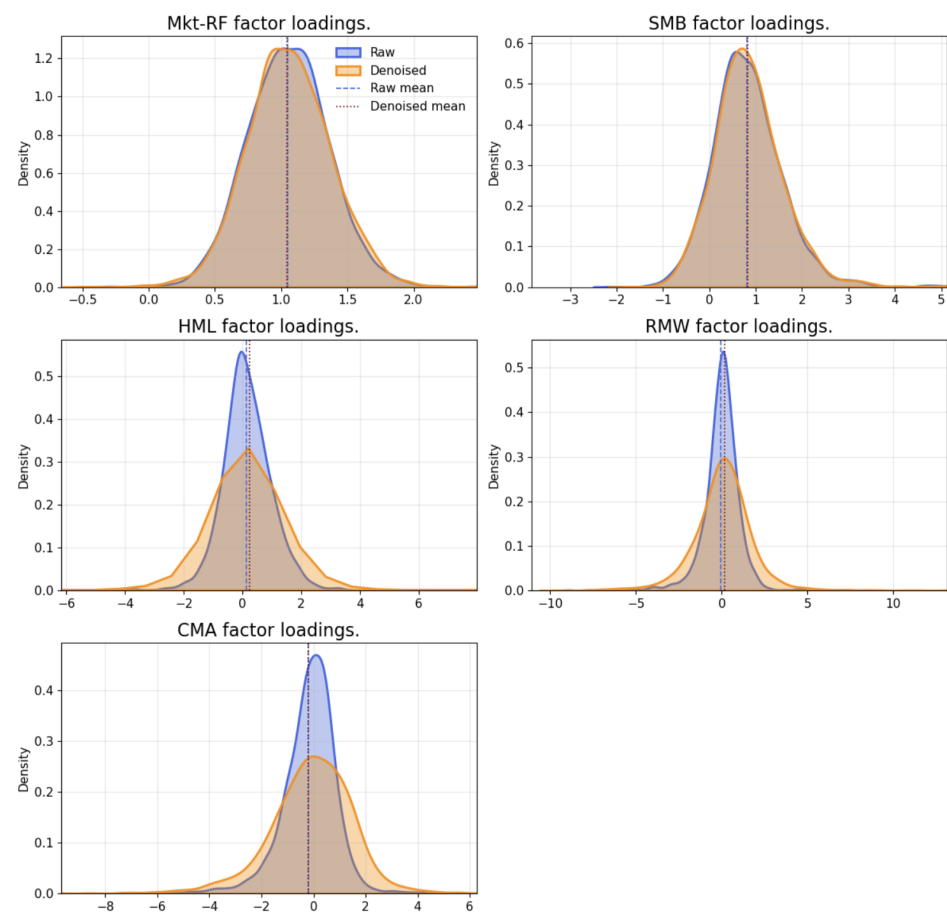 Mkt-RF factor loadings.
Density
1.2
1.0
0.8
0.6
0.4
0.2
0.0
−0.5 0.0 0.5 1.0 1.5 2.0
Raw
Denoised
Raw mean
Denoised mean
SMB factor loadings.
Density
0.6
0.5
0.4
0.3
0.2
0.1
0.0
−3 −2 −1 0 1 2 3 4 5
HML factor loadings.
Density
0.5
0.4
0.3
0.2
0.1
0.0
−6 −4 −2 0 2 4 6
RMW factor loadings.
Density
0.5
0.4
0.3
0.2
0.1
0.0
−10 −5 0 5 10
CMA factor loadings.
Density
0.4
0.3
0.2
0.1
0.0
−8 −6 −4 −2 0 2 4 6